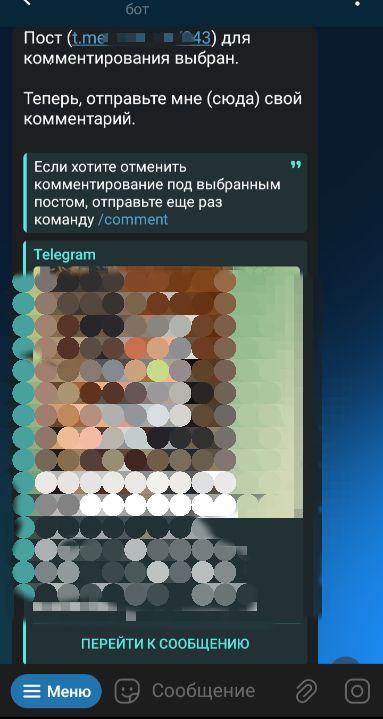 бот
Пост (t.me 43) для
комментирования выбран.
Теперь, отправьте мне (сюда) свой
комментарий.
Если хотите отменить
комментирование под выбранным
постом, отправьте еще раз
команду /comment
Telegram
ПЕРЕЙТИ К СООБЩЕНИЮ
Меню
Сообщение